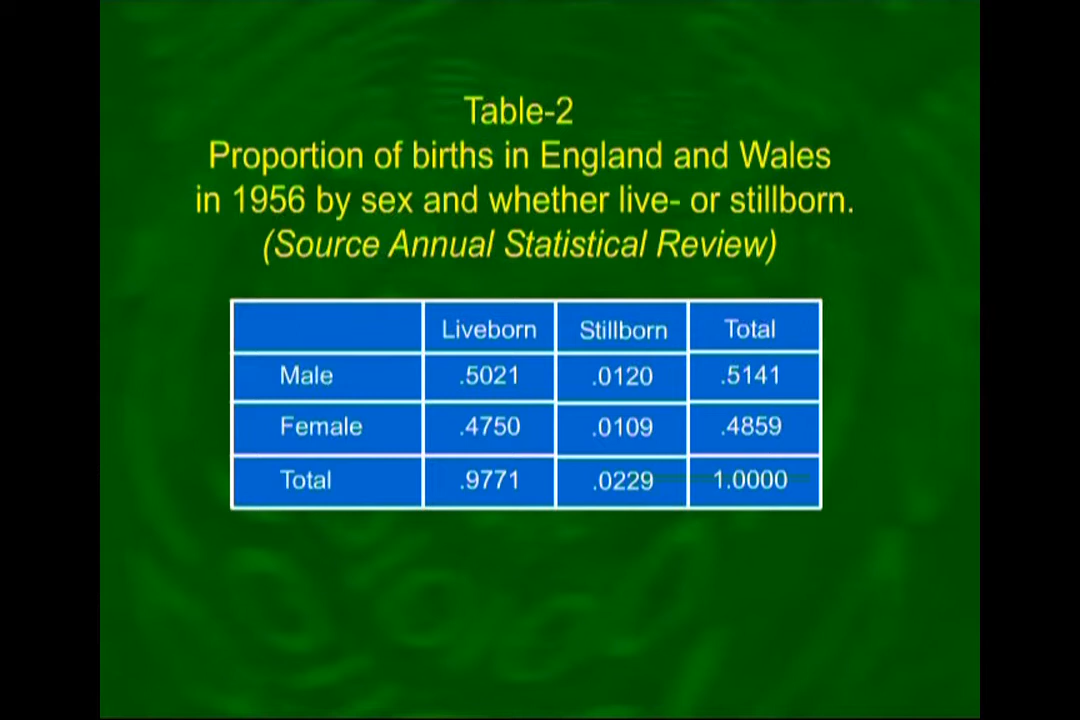 Table-2
Proportion of births in England and Wales
in 1956 by sex and whether live- or stillborn.
(Source Annual Statistical Review)
Liveborn Stillborn Total
Male .5021 .0120 .5141
Female .4750 .0109 .4859
Total .9771 .0229 1.0000